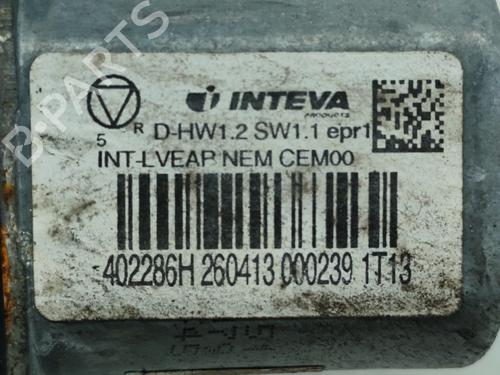 INTEVA
PRODUCTS
5 R D-HW1.2 SW1.1 epr1
INT-LVEAP NEM CEM00
402286H 260413 000239 1T13
B-PARTS